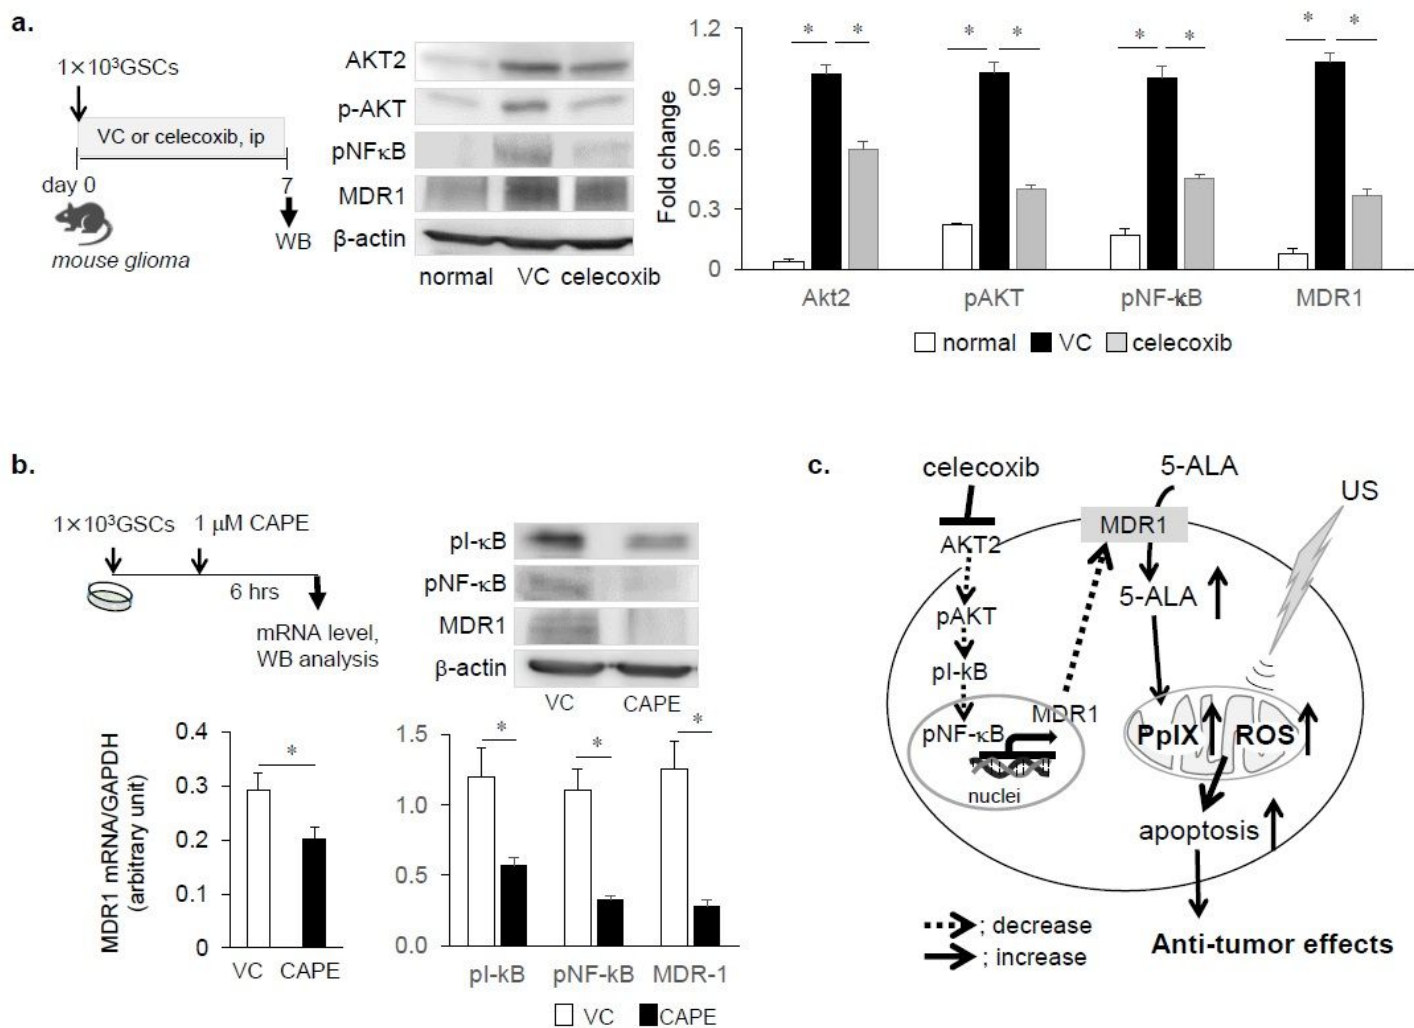 a.
1×10³GSCs
VC or celecoxib, ip
day 0
7
WB
mouse glioma
AKT2
p-AKT
pNFκB
MDR1
β-actin
normal VC celecoxib
Fold change
1.2
0.9
0.6
0.3
0
* * * * * * * *
Akt2 pAKT pNF-κB MDR1
normal VC celecoxib
b.
1×10³GSCs 1 μM CAPE
6 hrs
mRNA level,
WB analysis
pI-κB
pNF-κB
MDR1
β-actin
VC CAPE
MDR1 mRNA/GAPDH
(arbitrary unit)
0.4
0.3
0.2
0.1
0
*
VC CAPE
1.5
1.0
0.5
0.0
* * *
pI-kB pNF-kB MDR-1
VC CAPE
c.
celecoxib
5-ALA
US
MDR1
AKT2
5-ALA
pAKT
pI-kB
MDR1
pNF-κB
nuclei
PpIX ROS
apoptosis
; decrease
; increase
Anti-tumor effects